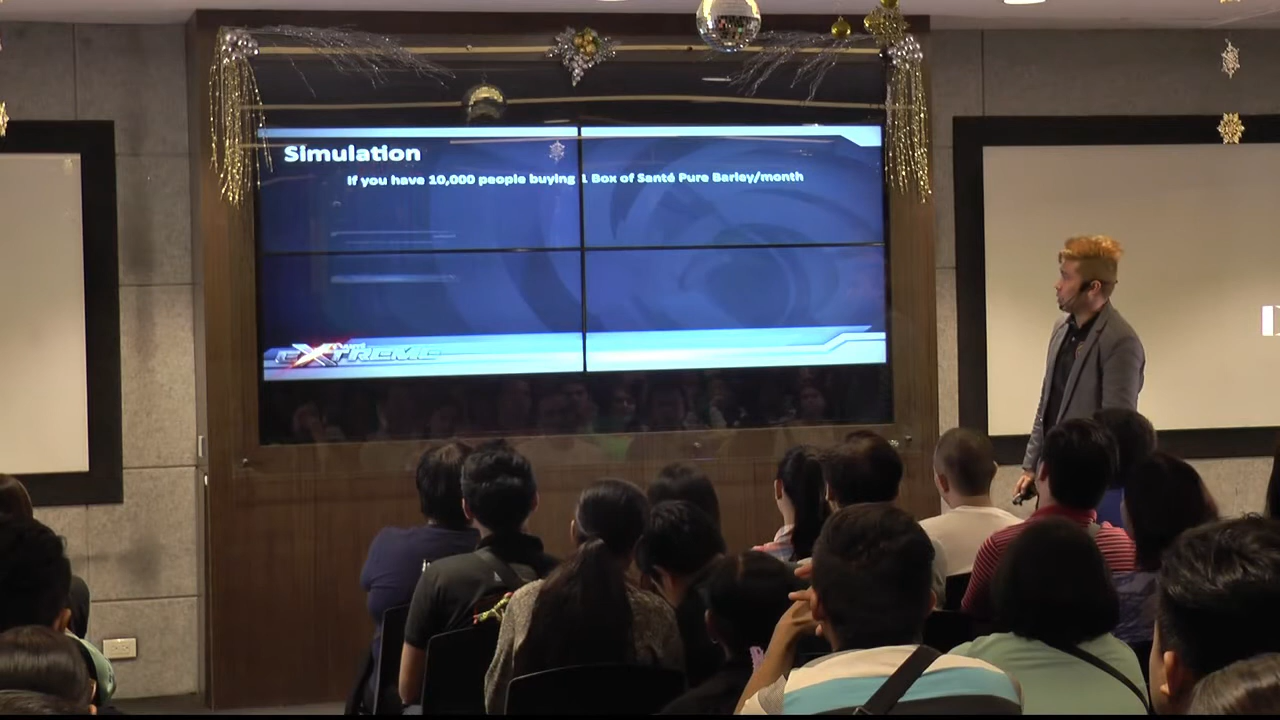 Simulation
If you have 10,000 people buying 1 Box of Santé Pure Barley/month
EXTREME